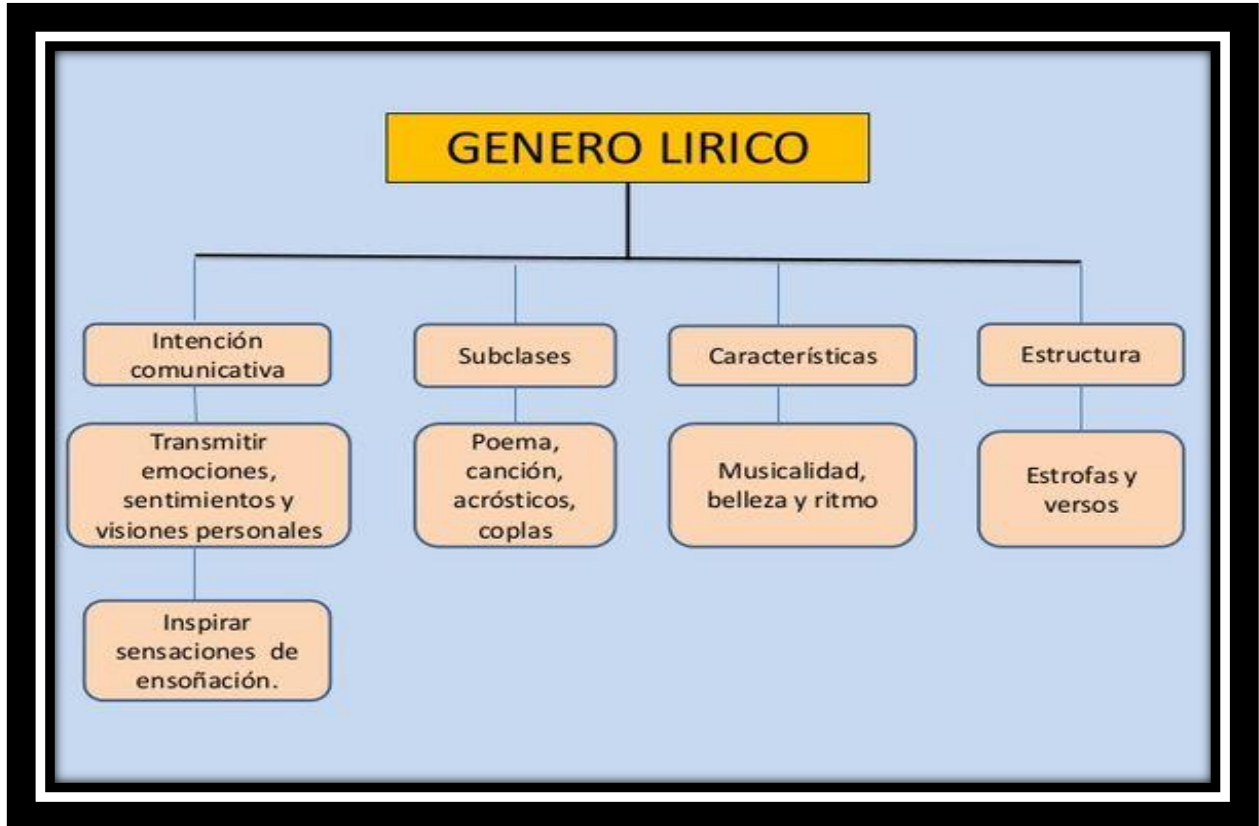 GENERO LIRICO
Intención
comunicativa
Subclases
Características
Estructura
Transmitir
emociones,
sentimientos y
visiones personales
Poema,
canción,
acrósticos,
coplas
Musicalidad,
belleza y ritmo
Estrofas y
versos
Inspirar
sensaciones de
ensoñación.